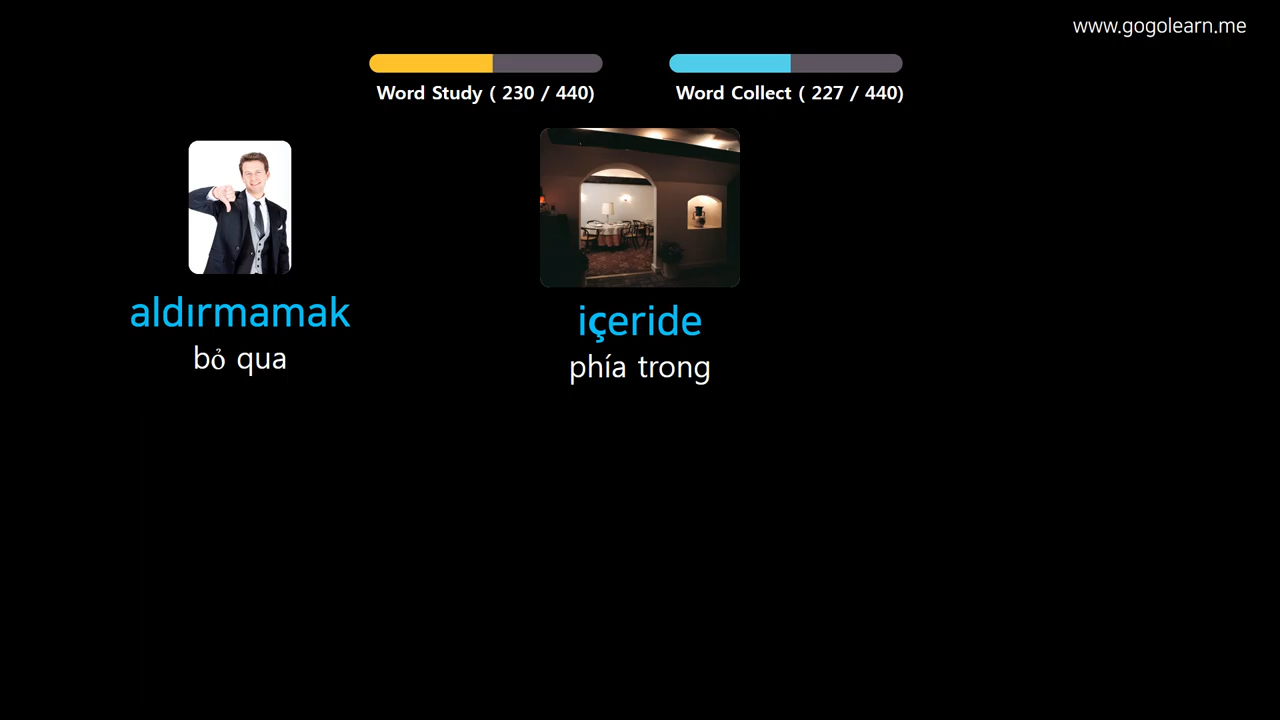 www.gogolearn.me
Word Study ( 230 / 440)
Word Collect ( 227 / 440)
aldırmamak
bỏ qua
içeride
phía trong